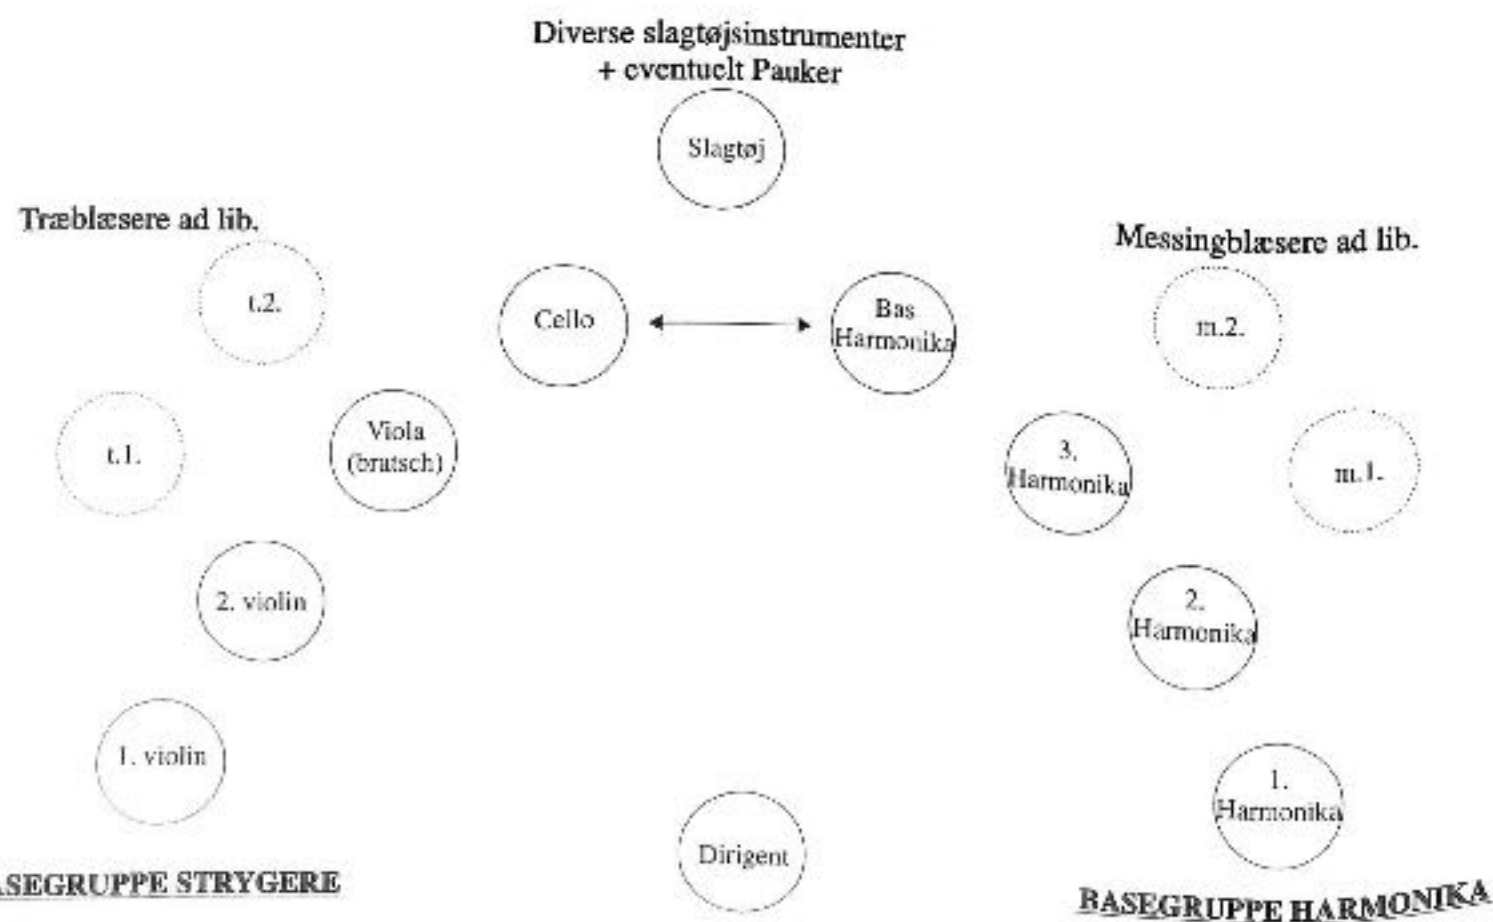 Diverse slagtøjsinstrumenter
+ eventuelt Pauker
Slagtøj
Træblæsere ad lib.
Messingblæsere ad lib.
t.2.
Cello
Bas
Harmonika
m.2.
t.1.
Viola
(bratsch)
3.
Harmonika
m.1.
2. violin
2.
Harmonika
1. violin
1.
Harmonika
Dirigent
ASEGRUPPE STRYGERE
BASEGRUPPE HARMONIKA